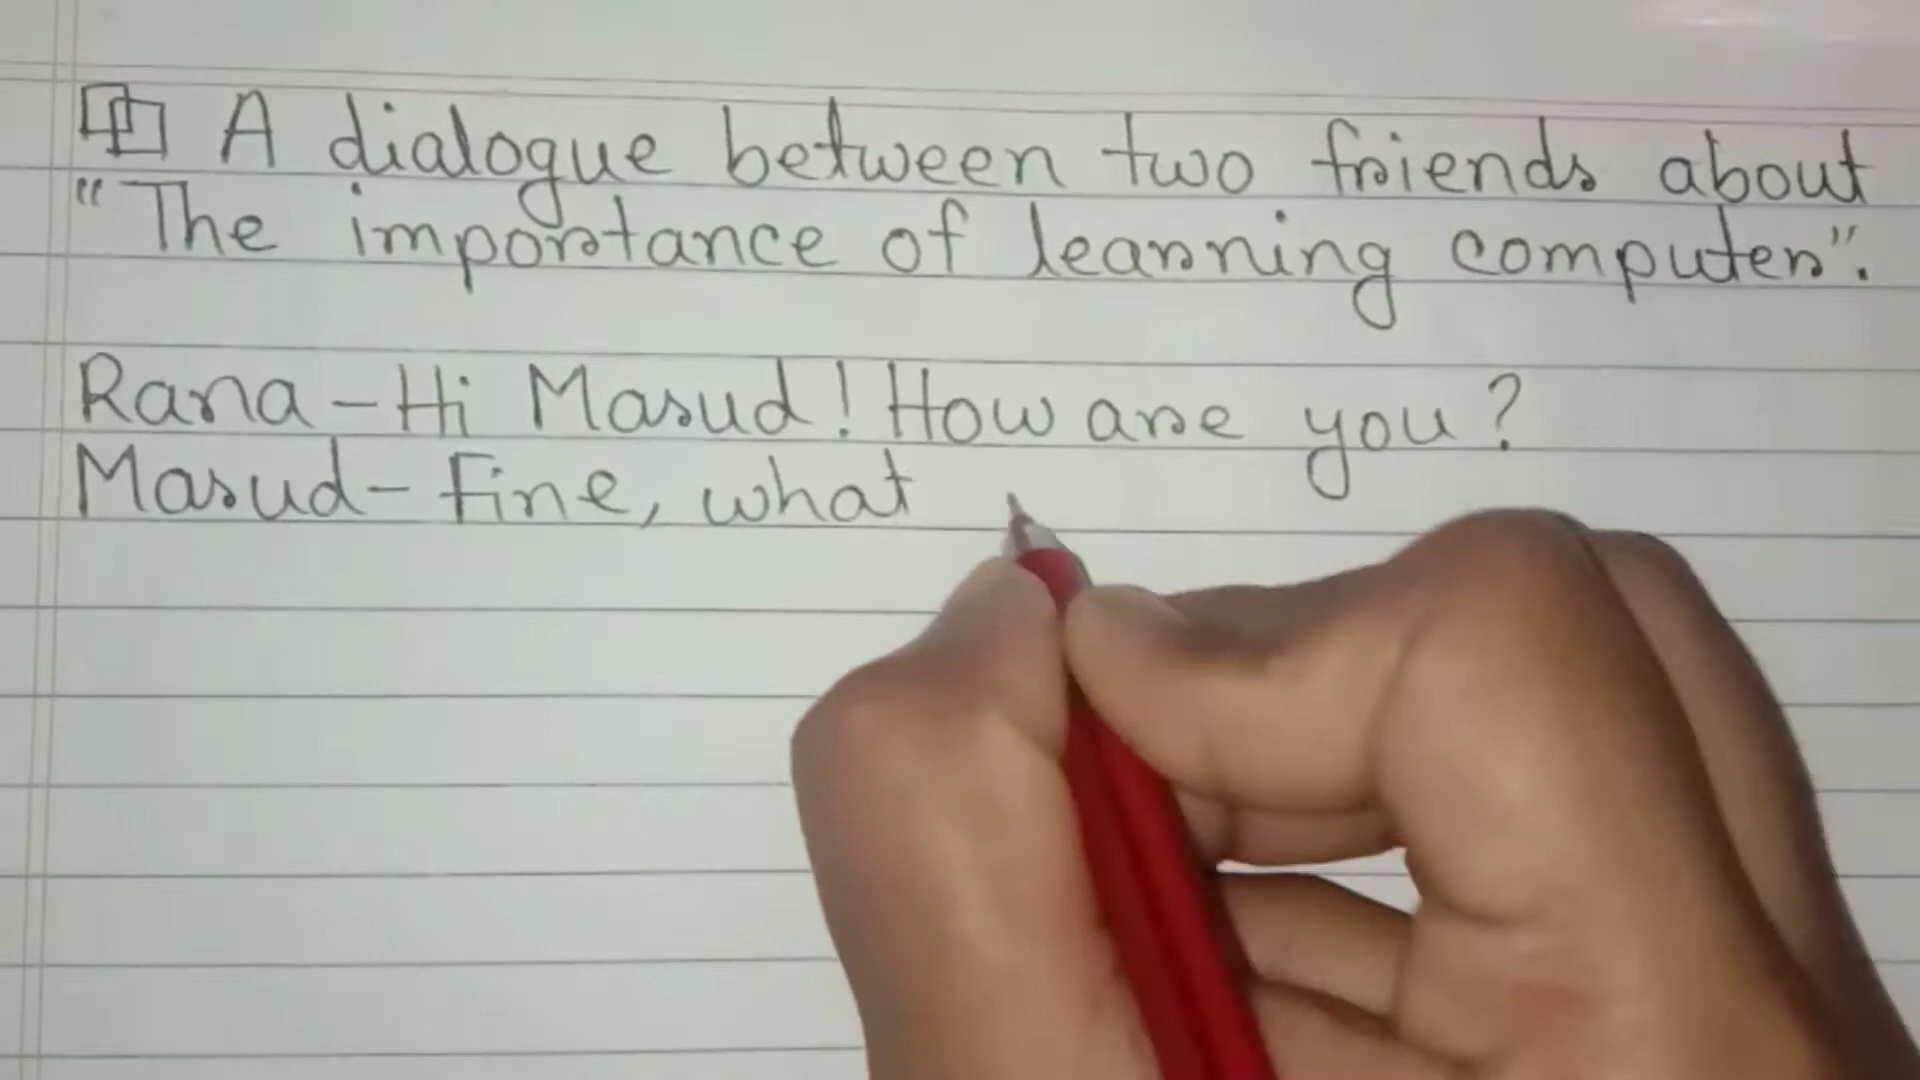 A dialogue between two friends about
"The importance of learning computer".
Rana-Hi Masud! How are you?
Masud- Fine, what